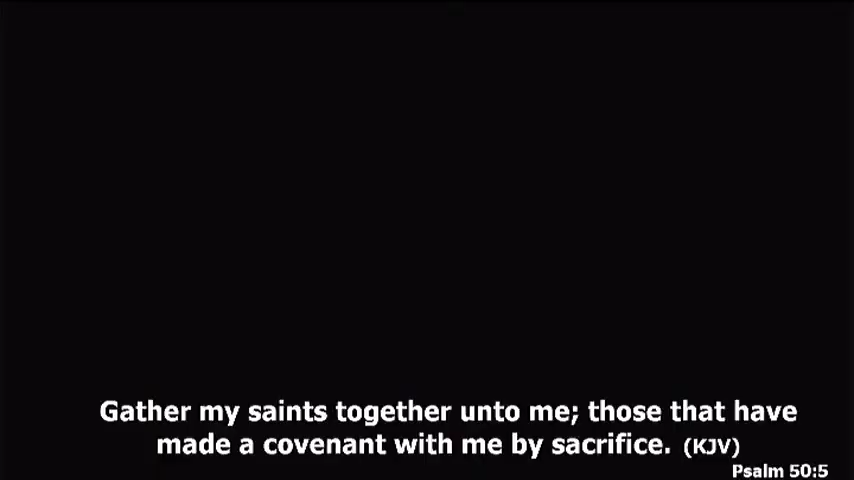 Gather my saints together unto me; those that have
made a covenant with me by sacrifice. (KJV)
Psalm 50:5